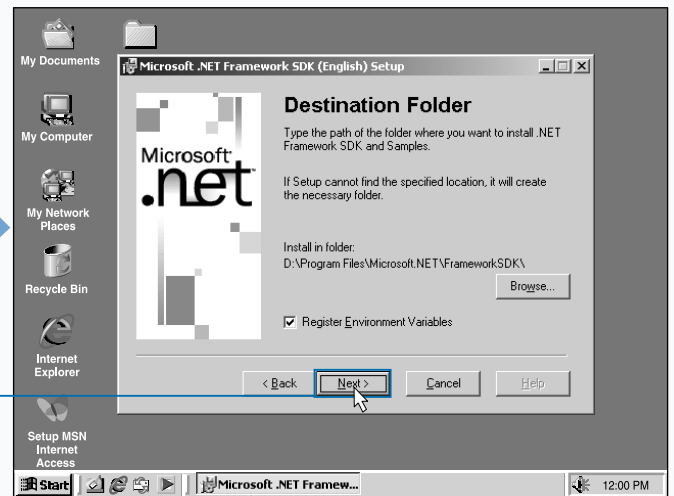 My Documents
My Computer
My Network
Places
Recycle Bin
Internet
Explorer
Setup MSN
Internet
Access
Microsoft .NET Framework SDK (English) Setup
Microsoft
.net
Destination Folder
Type the path of the folder where you want to install .NET
Framework SDK and Samples.
If Setup cannot find the specified location, it will create
the necessary folder.
Install in folder:
D:\Program Files\Microsoft.NET\FrameworkSDK\
Browse...
Register Environment Variables
< Back
Next >
Cancel
Help
Start
Microsoft .NET Framew...
12:00 PM